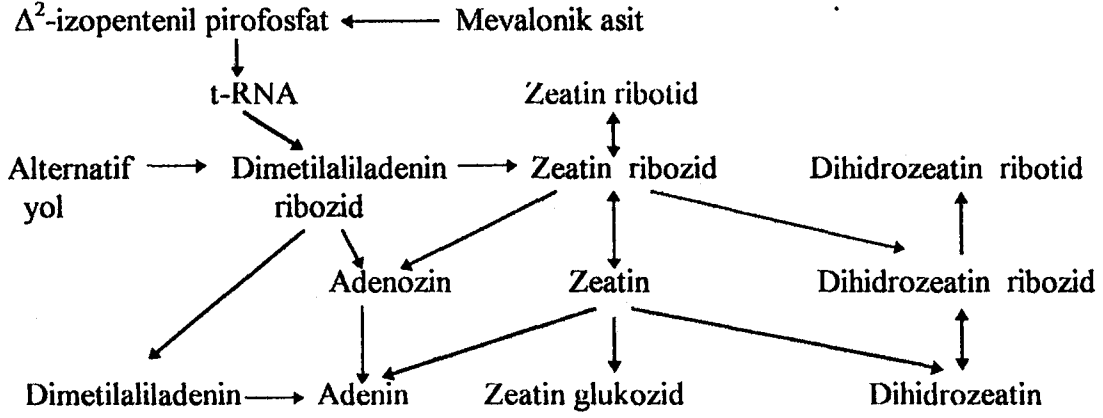 Δ²-izopentenil pirofosfat Mevalonik asit
t-RNA Zeatin ribotid
Alternatif yol Dimetilaliladenin ribozid Zeatin ribozid Dihidrozeatin ribotid
Adenozin Zeatin Dihidrozeatin ribozid
Dimetilaliladenin Adenin Zeatin glukozid Dihidrozeatin